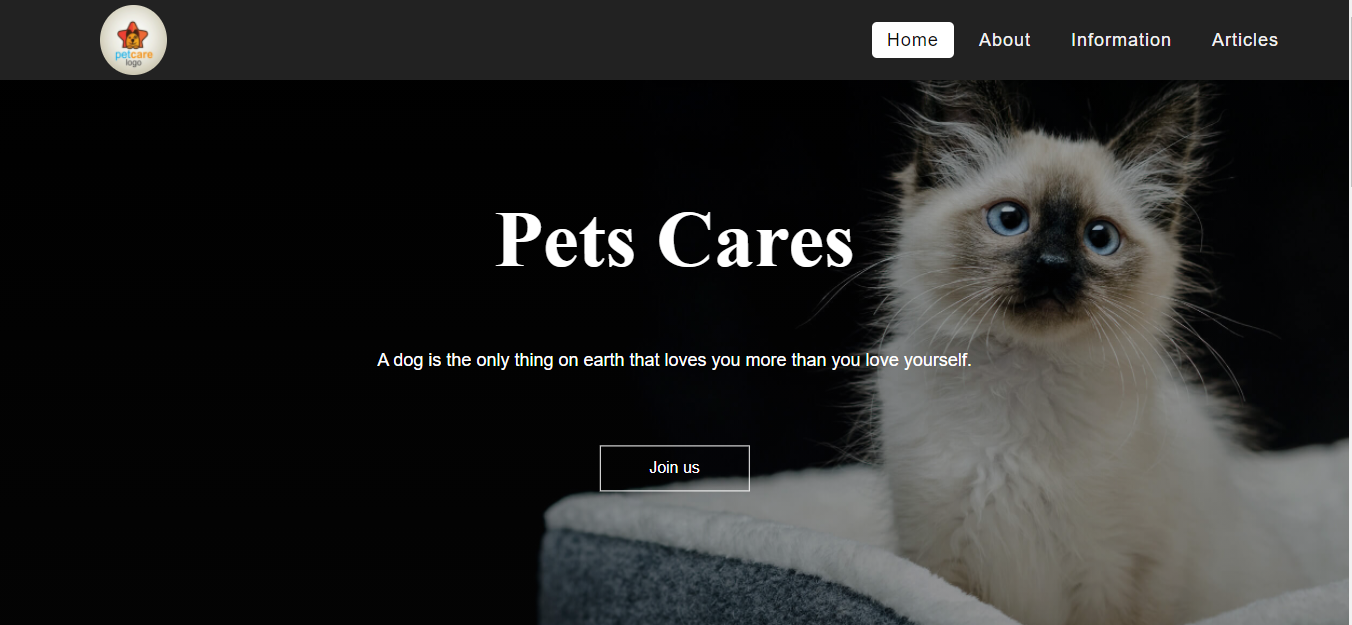 petcare
logo
Home About Information Articles
Pets Cares
A dog is the only thing on earth that loves you more than you love yourself.
Join us